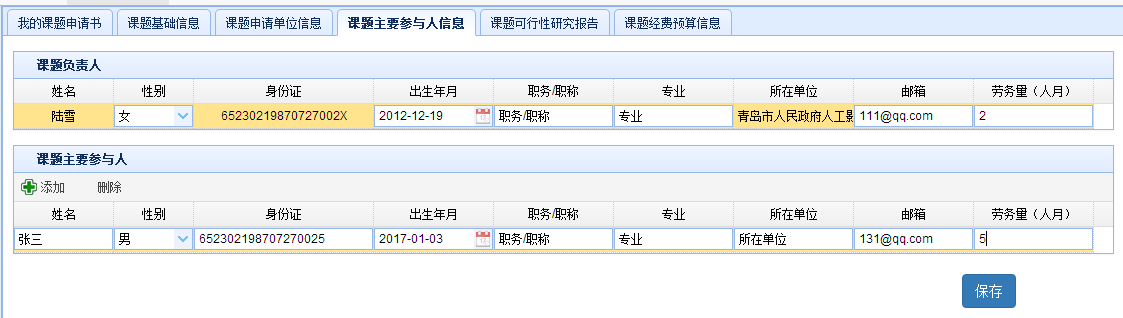 我的课题申请书 课题基础信息 课题申请单位信息 课题主要参与人信息 课题可行性研究报告 课题经费预算信息
课题负责人
姓名 性别 身份证 出生年月 职务/职称 专业 所在单位 邮箱 劳务量（人月）
陆雪 女 65230219870727002X 2012-12-19 职务/职称 专业 青岛市人民政府人工影 111@qq.com 2
课题主要参与人
添加 删除
姓名 性别 身份证 出生年月 职务/职称 专业 所在单位 邮箱 劳务量（人月）
张三 男 652302198707270025 2017-01-03 职务/职称 专业 所在单位 131@qq.com 5
保存